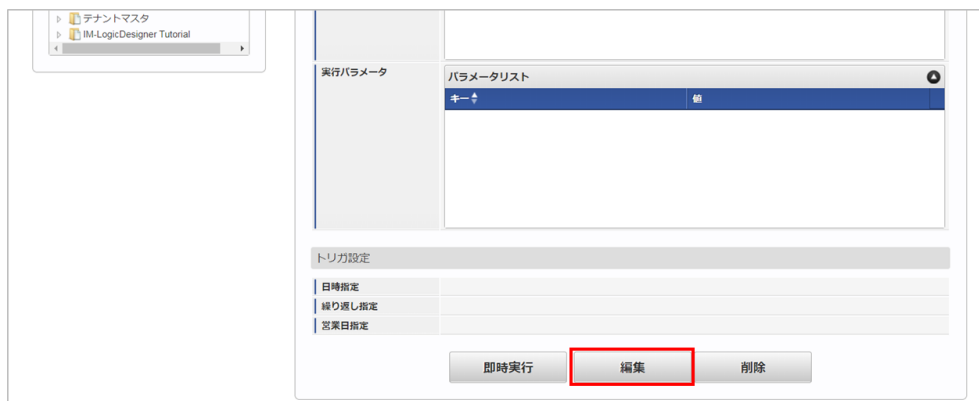 テナントマスタ
IM-LogicDesigner Tutorial
実行パラメータ
パラメータリスト
キー 値
トリガ設定
日時指定
繰り返し指定
営業日指定
即時実行 編集 削除